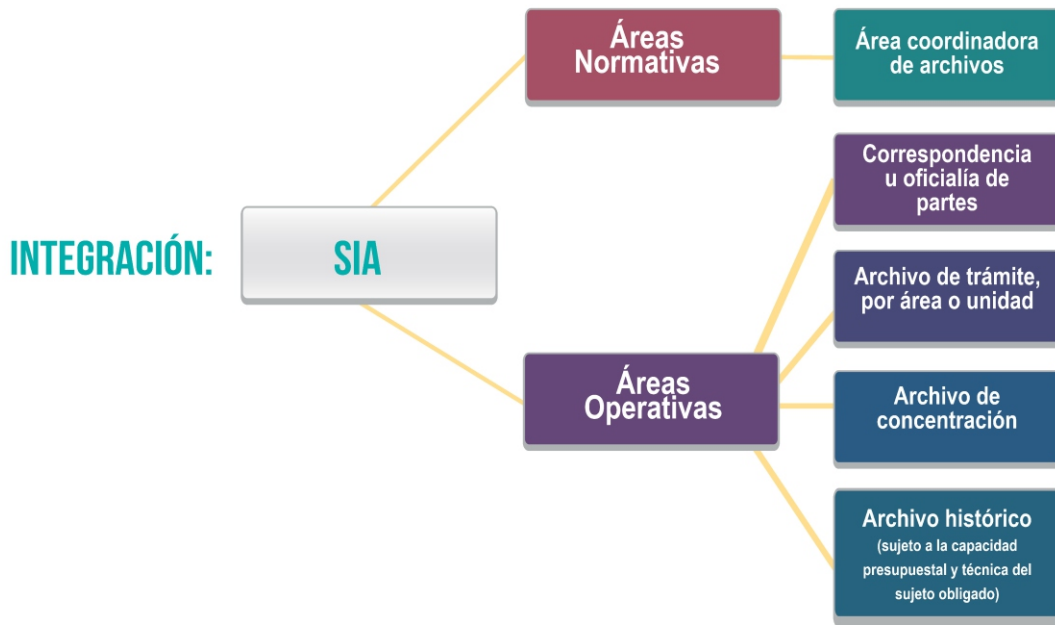 INTEGRACIÓN:
SIA
Áreas
Normativas
Área coordinadora
de archivos
Áreas
Operativas
Correspondencia
u oficialía de
partes
Archivo de trámite,
por área o unidad
Archivo de
concentración
Archivo histórico
(sujeto a la capacidad
presupuestal y técnica del
sujeto obligado)